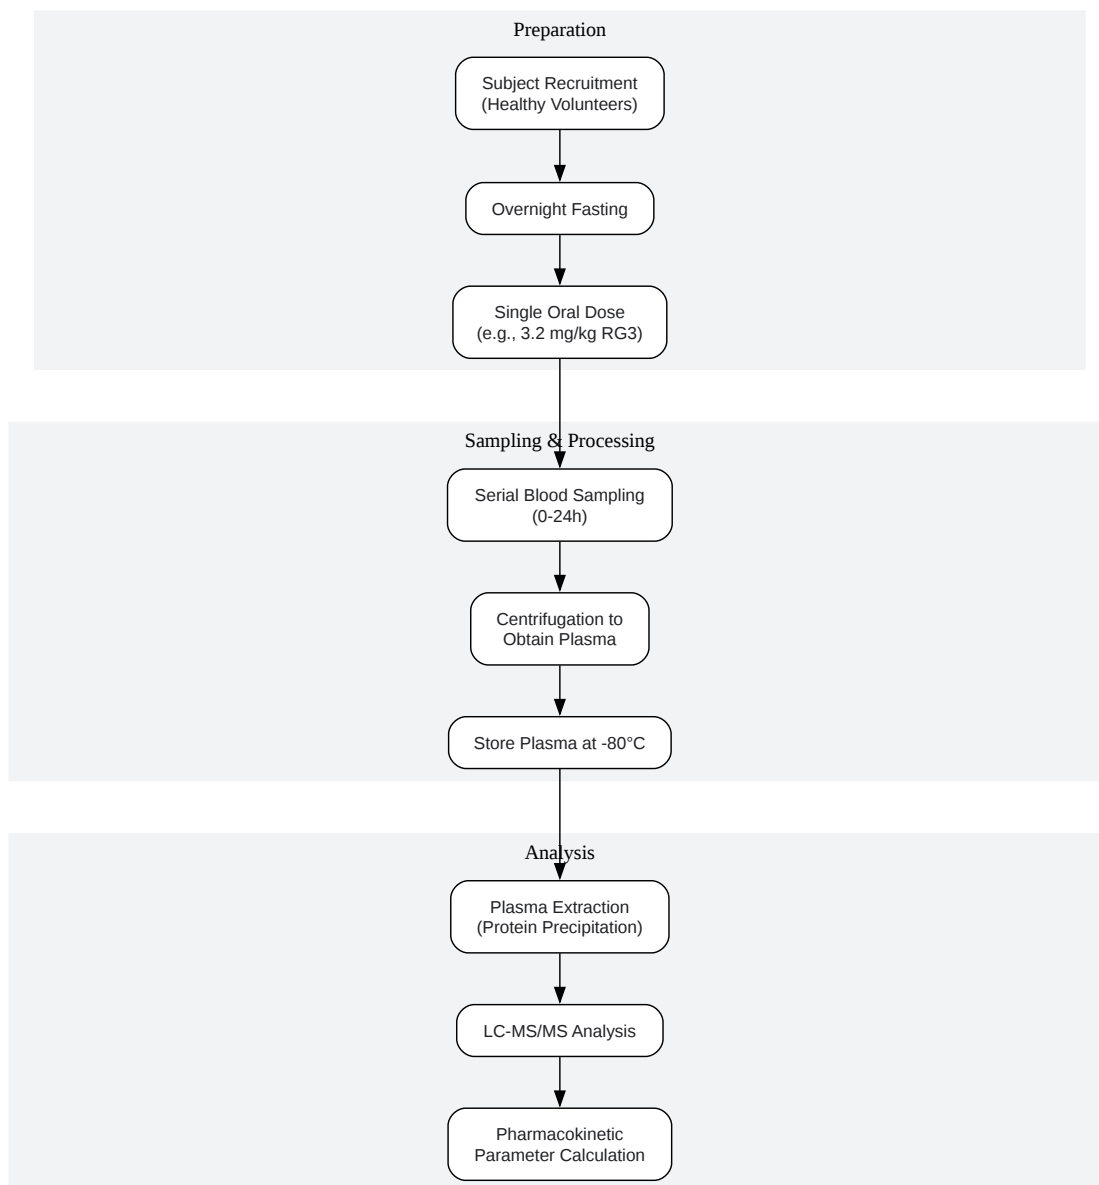 Preparation
Subject Recruitment
(Healthy Volunteers)
Overnight Fasting
Single Oral Dose
(e.g., 3.2 mg/kg RG3)
Sampling & Processing
Serial Blood Sampling
(0-24h)
Centrifugation to
Obtain Plasma
Store Plasma at -80°C
Analysis
Plasma Extraction
(Protein Precipitation)
LC-MS/MS Analysis
Pharmacokinetic
Parameter Calculation